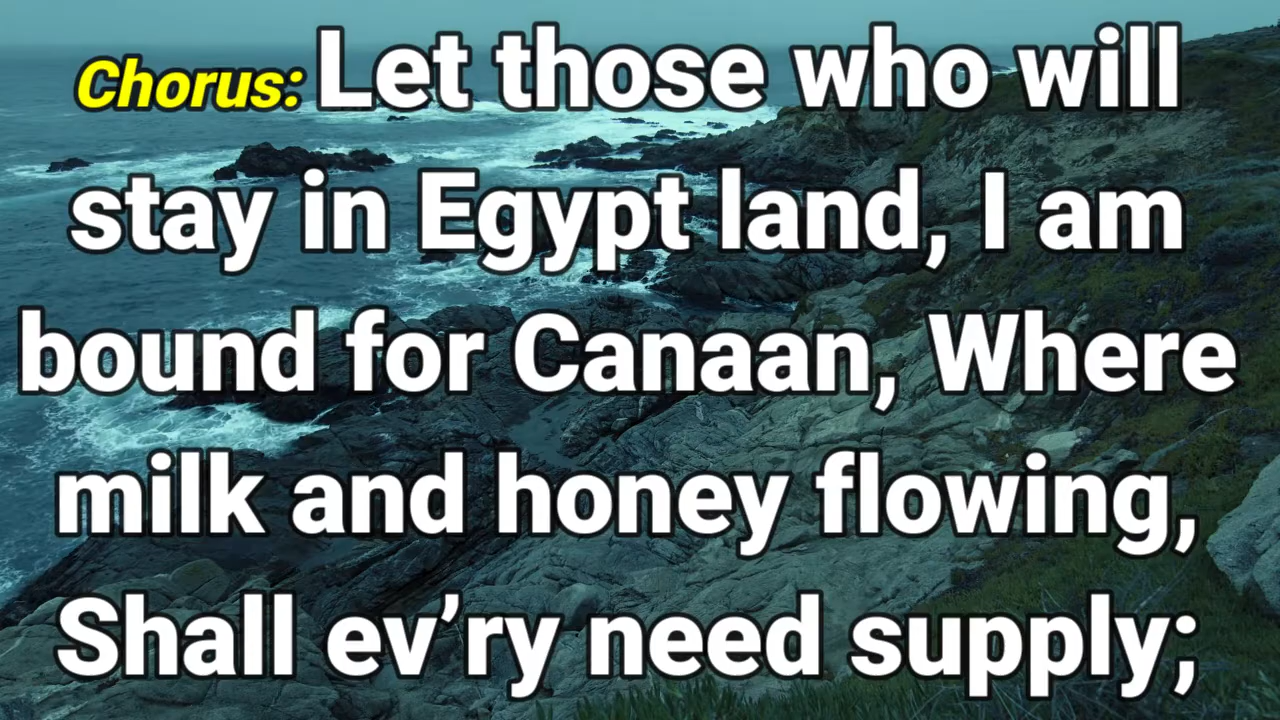 Chorus: Let those who will
stay in Egypt land, I am
bound for Canaan, Where
milk and honey flowing,
Shall ev’ry need supply;